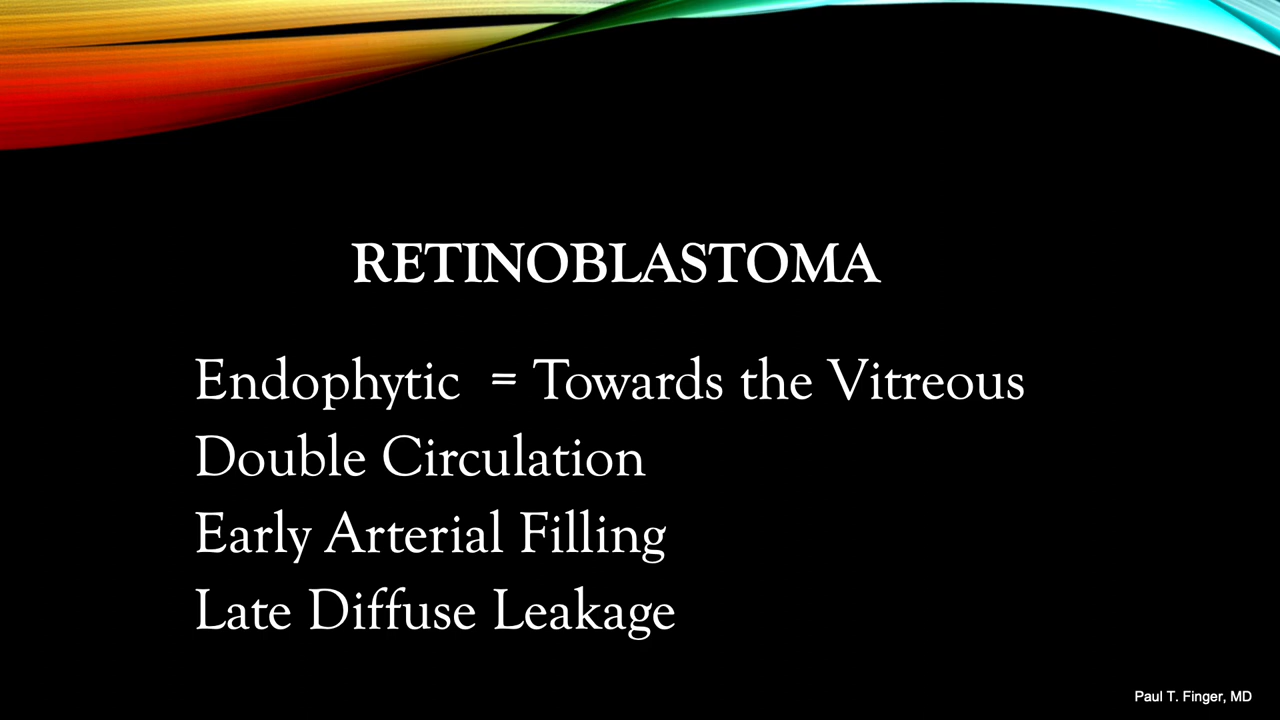 RETINOBLASTOMA
Endophytic = Towards the Vitreous
Double Circulation
Early Arterial Filling
Late Diffuse Leakage
Paul T. Finger, MD